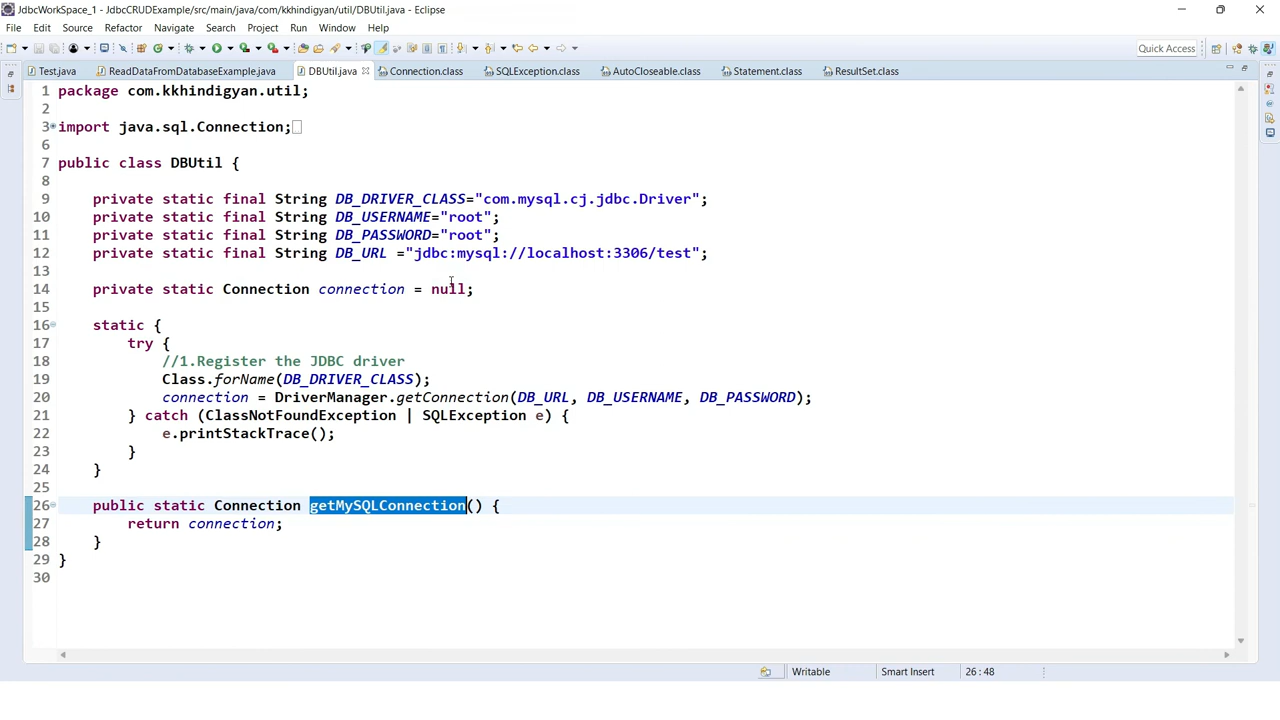 JdbcWorkSpace_1 - JdbcCRUDExample/src/main/java/com/kkhindigyan/util/DBUtil.java - Eclipse
File Edit Source Refactor Navigate Search Project Run Window Help
Quick Access
Test.java ReadDataFromDatabaseExample.java DBUtil.java Connection.class SQLException.class AutoCloseable.class Statement.class ResultSet.class
1 package com.kkhindigyan.util;
2
3 import java.sql.Connection;
6
7 public class DBUtil {
8
9 private static final String DB_DRIVER_CLASS="com.mysql.cj.jdbc.Driver";
10 private static final String DB_USERNAME="root";
11 private static final String DB_PASSWORD="root";
12 private static final String DB_URL ="jdbc:mysql://localhost:3306/test";
13
14 private static Connection connection = null;
15
16 static {
17 try {
18 //1.Register the JDBC driver
19 Class.forName(DB_DRIVER_CLASS);
20 connection = DriverManager.getConnection(DB_URL, DB_USERNAME, DB_PASSWORD);
21 } catch (ClassNotFoundException | SQLException e) {
22 e.printStackTrace();
23 }
24 }
25
26 public static Connection getMySQLConnection() {
27 return connection;
28 }
29 }
30
Writable Smart Insert 26 : 48